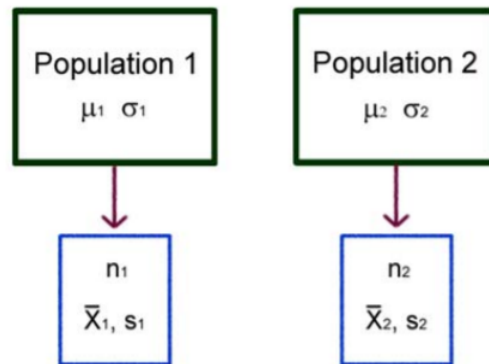 Population 1
μ₁ σ₁
n₁
X̄₁, s₁
Population 2
μ₂ σ₂
n₂
X̄₂, s₂